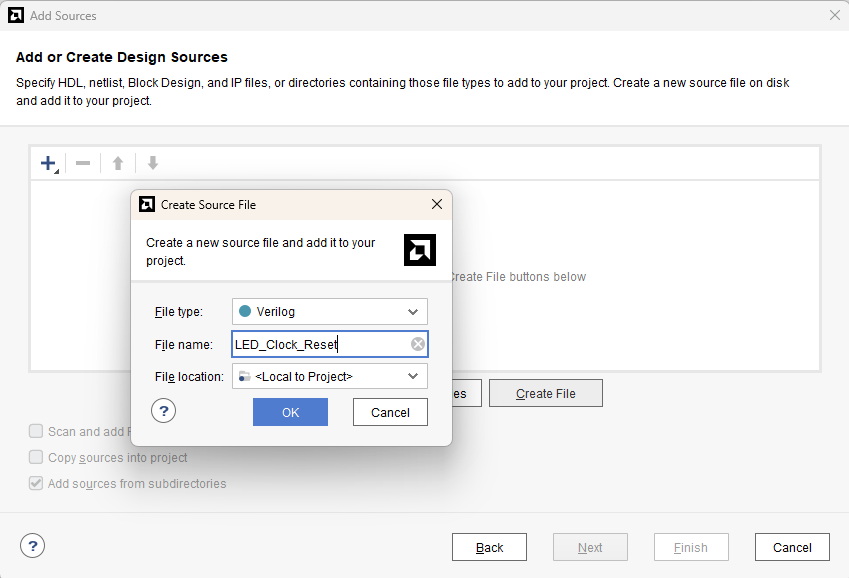 Add Sources
Add or Create Design Sources
Specify HDL, netlist, Block Design, and IP files, or directories containing those file types to add to your project. Create a new source file on disk
and add it to your project.
Create Source File
Create a new source file and add it to your
project.
Create File buttons below
File type:
Verilog
File name:
LED_Clock_Reset
File location:
<Local to Project>
?
OK
Cancel
Create File
Scan and add
Copy sources into project
Add sources from subdirectories
?
Back
Next
Finish
Cancel